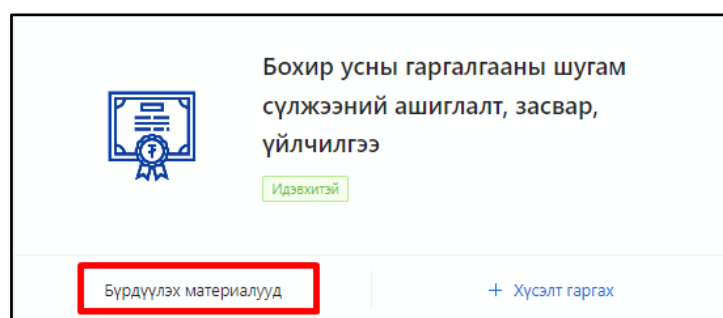 Бохир усны гаргалгааны шугам
сүлжээний ашиглалт, засвар,
үйлчилгээ
Идэвхитэй
Бүрдүүлэх материалууд
+ Хүсэлт гаргах